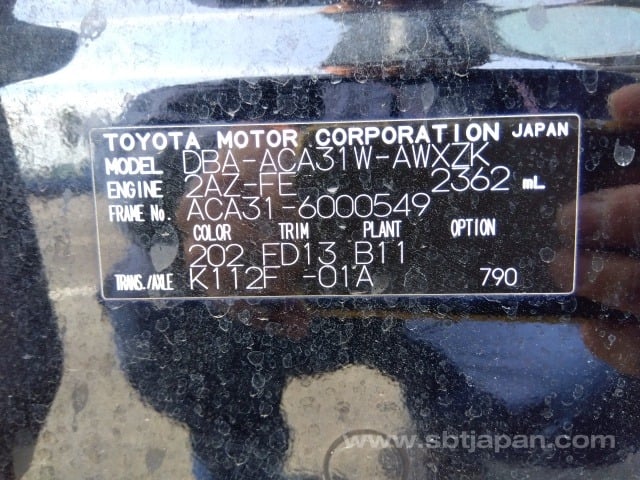 TOYOTA MOTOR CORPORATION JAPAN
MODEL DBA-ACA31W-AWXZK
ENGINE 2AZ-FE 2362 mL
FRAME No. ACA31-6000549
COLOR TRIM PLANT OPTION
202 FD13 B11
TRANS./AXLE K112F -01A 790
www.sbtjapan.com